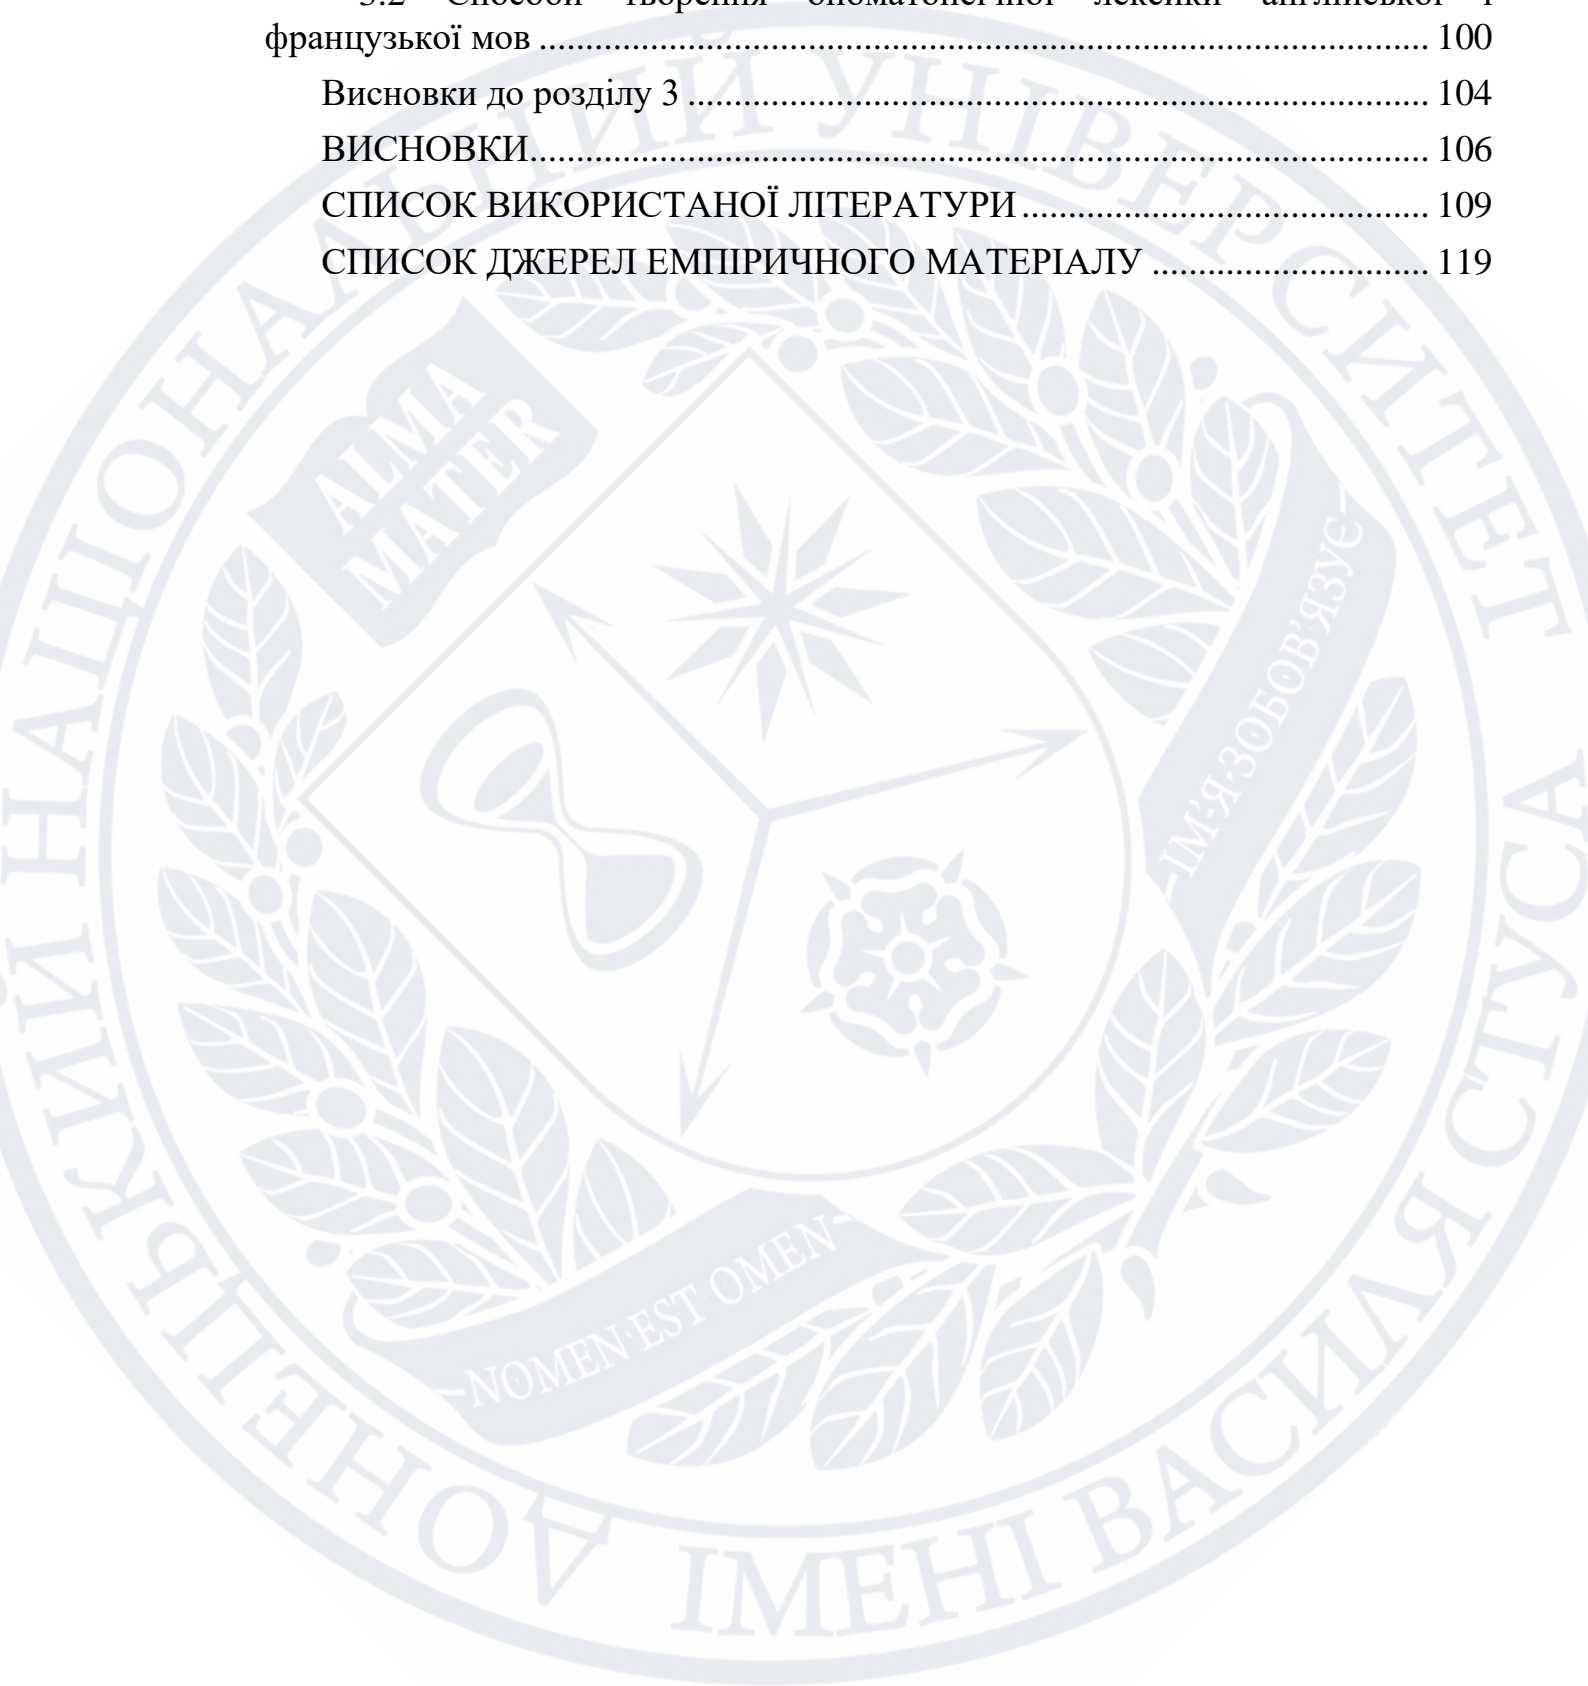 3.2 Способи творення ономатопегічної лексики англійської і
французької мов ........................................................................................... 100
Висновки до розділу 3 ........................................................................... 104
ВИСНОВКИ........................................................................................... 106
СПИСОК ВИКОРИСТАНОЇ ЛІТЕРАТУРИ .......................................... 109
СПИСОК ДЖЕРЕЛ ЕМПІРИЧНОГО МАТЕРІАЛУ ............................ 119
ДОНЕЦЬКИЙ НАЦІОНАЛЬНИЙ УНІВЕРСИТЕТ
ІМЕНІ ВАСИЛЯ СТУСА
ALMA
MATER
ІМ'Я ЗОБОВ'ЯЗУЄ
NOMEN EST OMEN